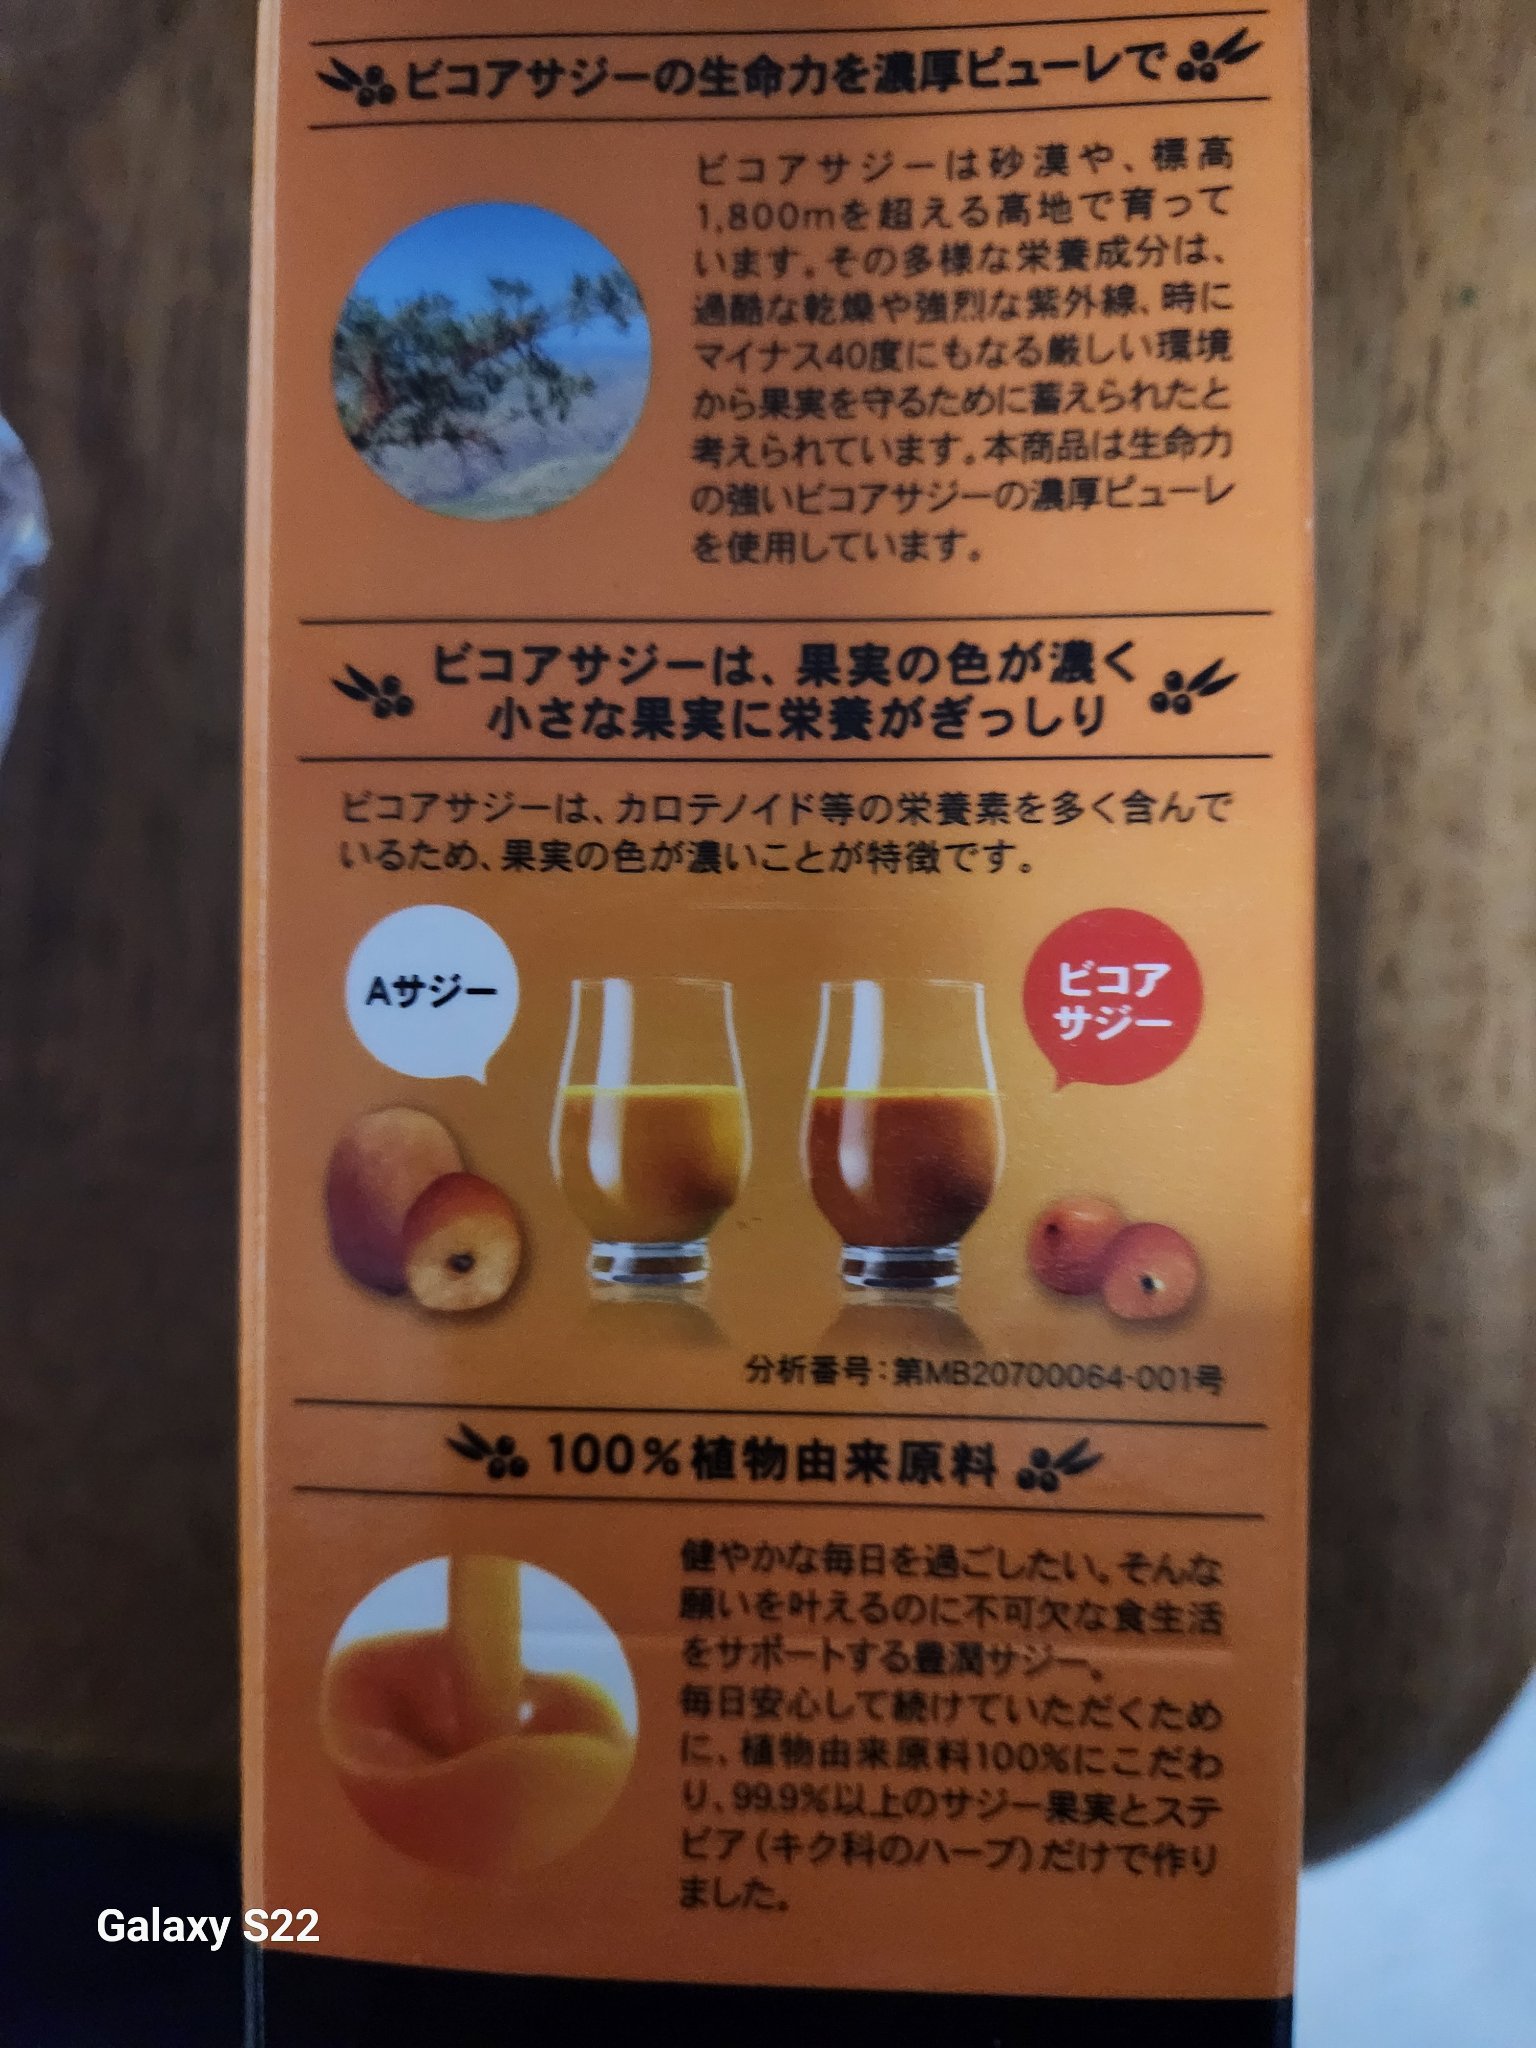 ビコアサジーの生命力を濃厚ピューレで
ビコアサジーは砂漠や、標高
1,800mを超える高地で育って
います。その多様な栄養成分は、
過酷な乾燥や強烈な紫外線、時に
マイナス40度にもなる厳しい環境
から果実を守るために蓄えられたと
考えられています。本商品は生命力
の強いビコアサジーの濃厚ピューレ
を使用しています。
ビコアサジーは、果実の色が濃く
小さな果実に栄養がぎっしり
ビコアサジーは、カロテノイド等の栄養素を多く含んで
いるため、果実の色が濃いことが特徴です。
Aサジー
ビコア
サジー
分析番号：第MB20700064-001号
100%植物由来原料
健やかな毎日を過ごしたい。そんな
願いを叶えるのに不可欠な食生活
をサポートする豊潤サジー。
毎日安心して続けていただくため
に、植物由来原料100%にこだわ
り、99.9%以上のサジー果実とステ
ビア（キク科のハーブ）だけで作り
ました。
Galaxy S22